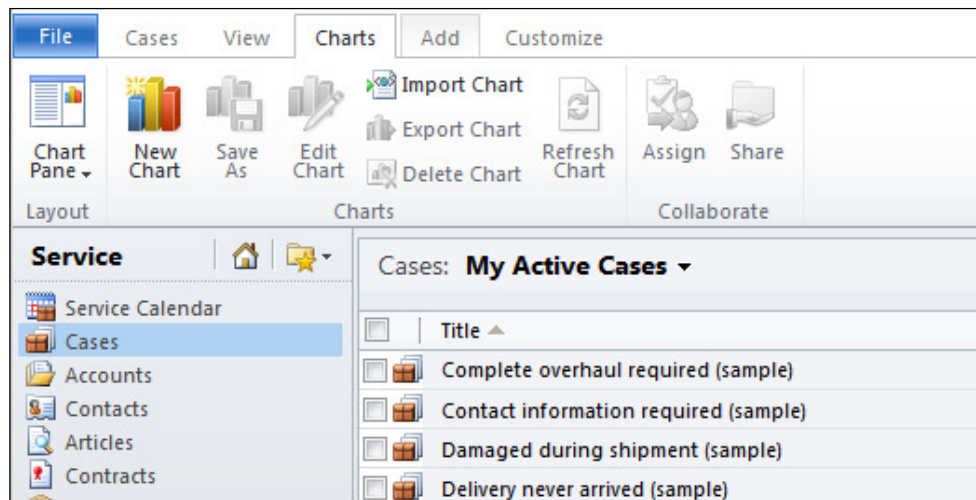 File Cases View Charts Add Customize
Chart Pane
New Chart
Save As
Edit Chart
Import Chart
Export Chart
Delete Chart
Refresh Chart
Assign Share
Layout Charts Collaborate
Service
Service Calendar
Cases
Accounts
Contacts
Articles
Contracts
Cases: My Active Cases
Title
Complete overhaul required (sample)
Contact information required (sample)
Damaged during shipment (sample)
Delivery never arrived (sample)